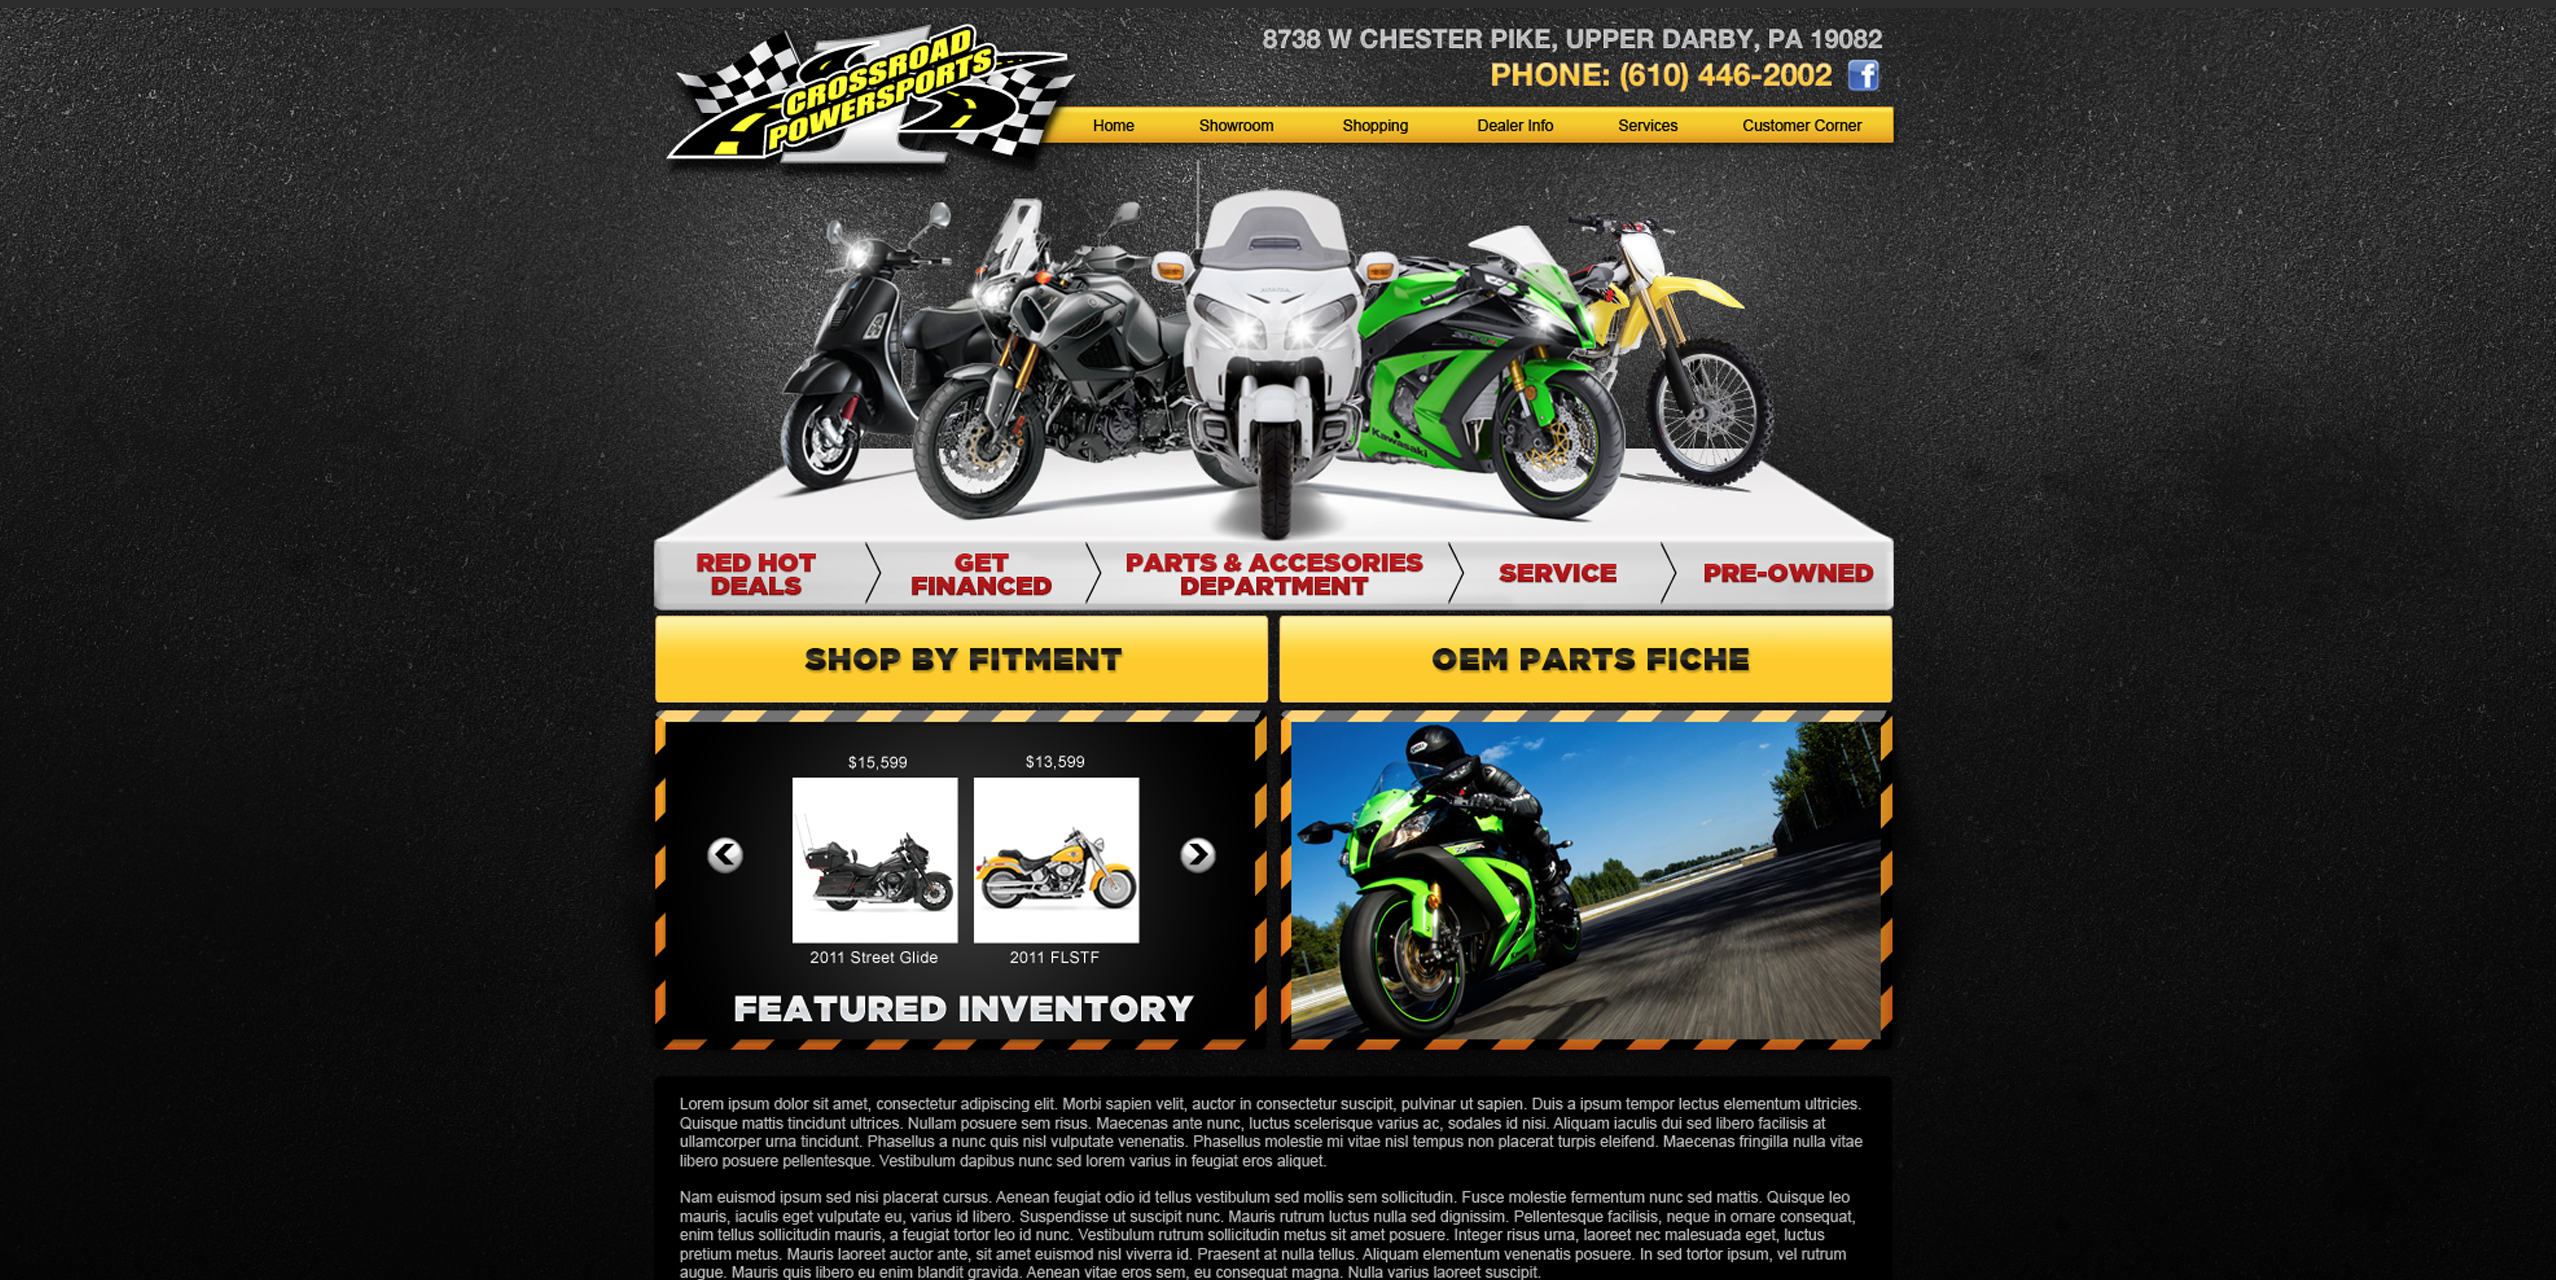 CROSSROAD
POWERSPORTS
8738 W CHESTER PIKE, UPPER DARBY, PA 19082
PHONE: (610) 446-2002
f
Home Showroom Shopping Dealer Info Services Customer Corner
Kawasaki
RED HOT
DEALS
GET
FINANCED
PARTS & ACCESORIES
DEPARTMENT
SERVICE
PRE-OWNED
SHOP BY FITMENT
OEM PARTS FICHE
$15,599
$13,599
2011 Street Glide
2011 FLSTF
FEATURED INVENTORY
Lorem ipsum dolor sit amet, consectetur adipiscing elit. Morbi sapien velit, auctor in consectetur suscipit, pulvinar ut sapien. Duis a ipsum tempor lectus elementum ultricies.
Quisque mattis tincidunt ultrices. Nullam posuere sem risus. Maecenas ante nunc, luctus scelerisque varius ac, sodales id nisi. Aliquam iaculis dui sed libero facilisis at
ullamcorper urna tincidunt. Phasellus a nunc quis nisl vulputate venenatis. Phasellus molestie mi vitae nisl tempus non placerat turpis eleifend. Maecenas fringilla nulla vitae
libero posuere pellentesque. Vestibulum dapibus nunc sed lorem varius in feugiat eros aliquet.
Nam euismod ipsum sed nisi placerat cursus. Aenean feugiat odio id tellus vestibulum sed mollis sem sollicitudin. Fusce molestie fermentum nunc sed mattis. Quisque leo
mauris, iaculis eget vulputate eu, varius id libero. Suspendisse ut suscipit nunc. Mauris rutrum luctus nulla sed dignissim. Pellentesque facilisis, neque in ornare consequat,
enim tellus sollicitudin mauris, a feugiat tortor leo id nunc. Vestibulum rutrum sollicitudin metus sit amet posuere. Integer risus urna, laoreet nec malesuada eget, luctus
pretium metus. Mauris laoreet auctor ante, sit amet euismod nisl viverra id. Praesent at nulla tellus. Aliquam elementum venenatis posuere. In sed tortor ipsum, vel rutrum
augue. Mauris quis libero eu enim blandit gravida. Aenean vitae eros sem, eu consequat magna. Nulla varius laoreet suscipit.